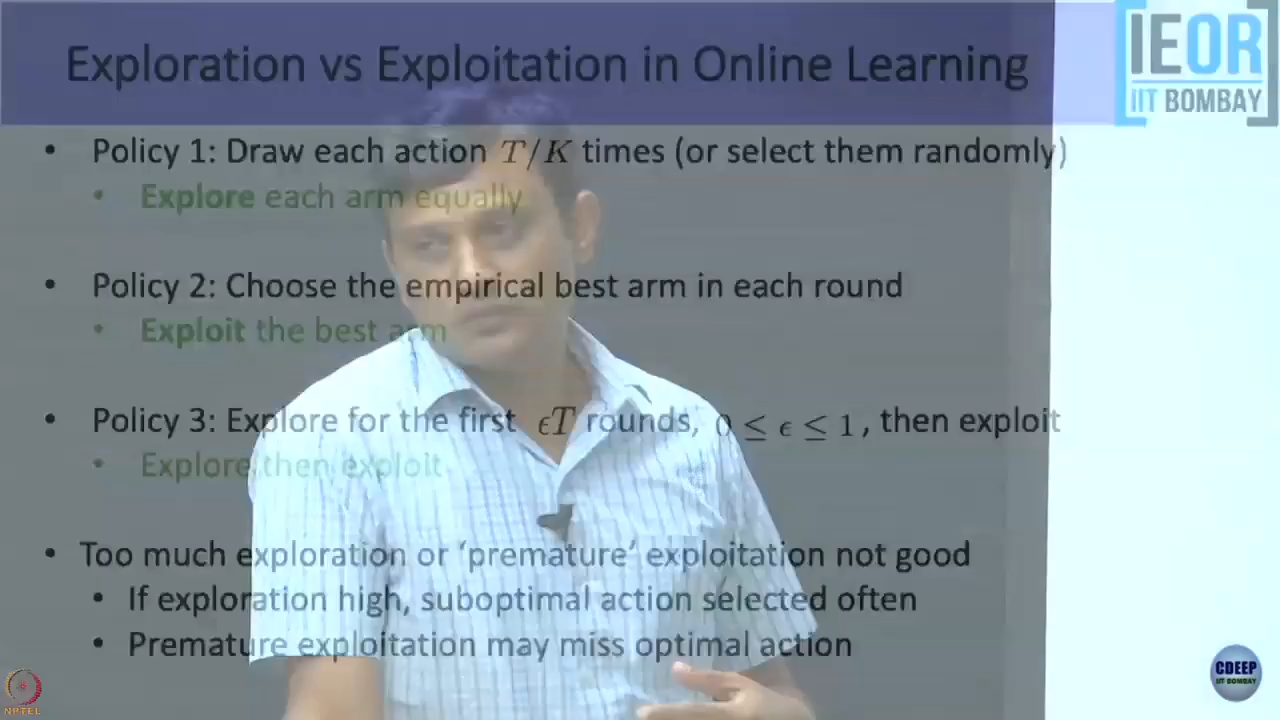 Exploration vs Exploitation in Online Learning
IEOR
IIT BOMBAY
• Policy 1: Draw each action T/K times (or select them randomly)
• Explore each arm equally
• Policy 2: Choose the empirical best arm in each round
• Exploit the best arm
• Policy 3: Explore for the first ϵT rounds, 0 ≤ ϵ ≤ 1, then exploit
• Explore then exploit
• Too much exploration or ‘premature’ exploitation not good
• If exploration high, suboptimal action selected often
• Premature exploitation may miss optimal action
NPTEL
CDEEP
IIT BOMBAY